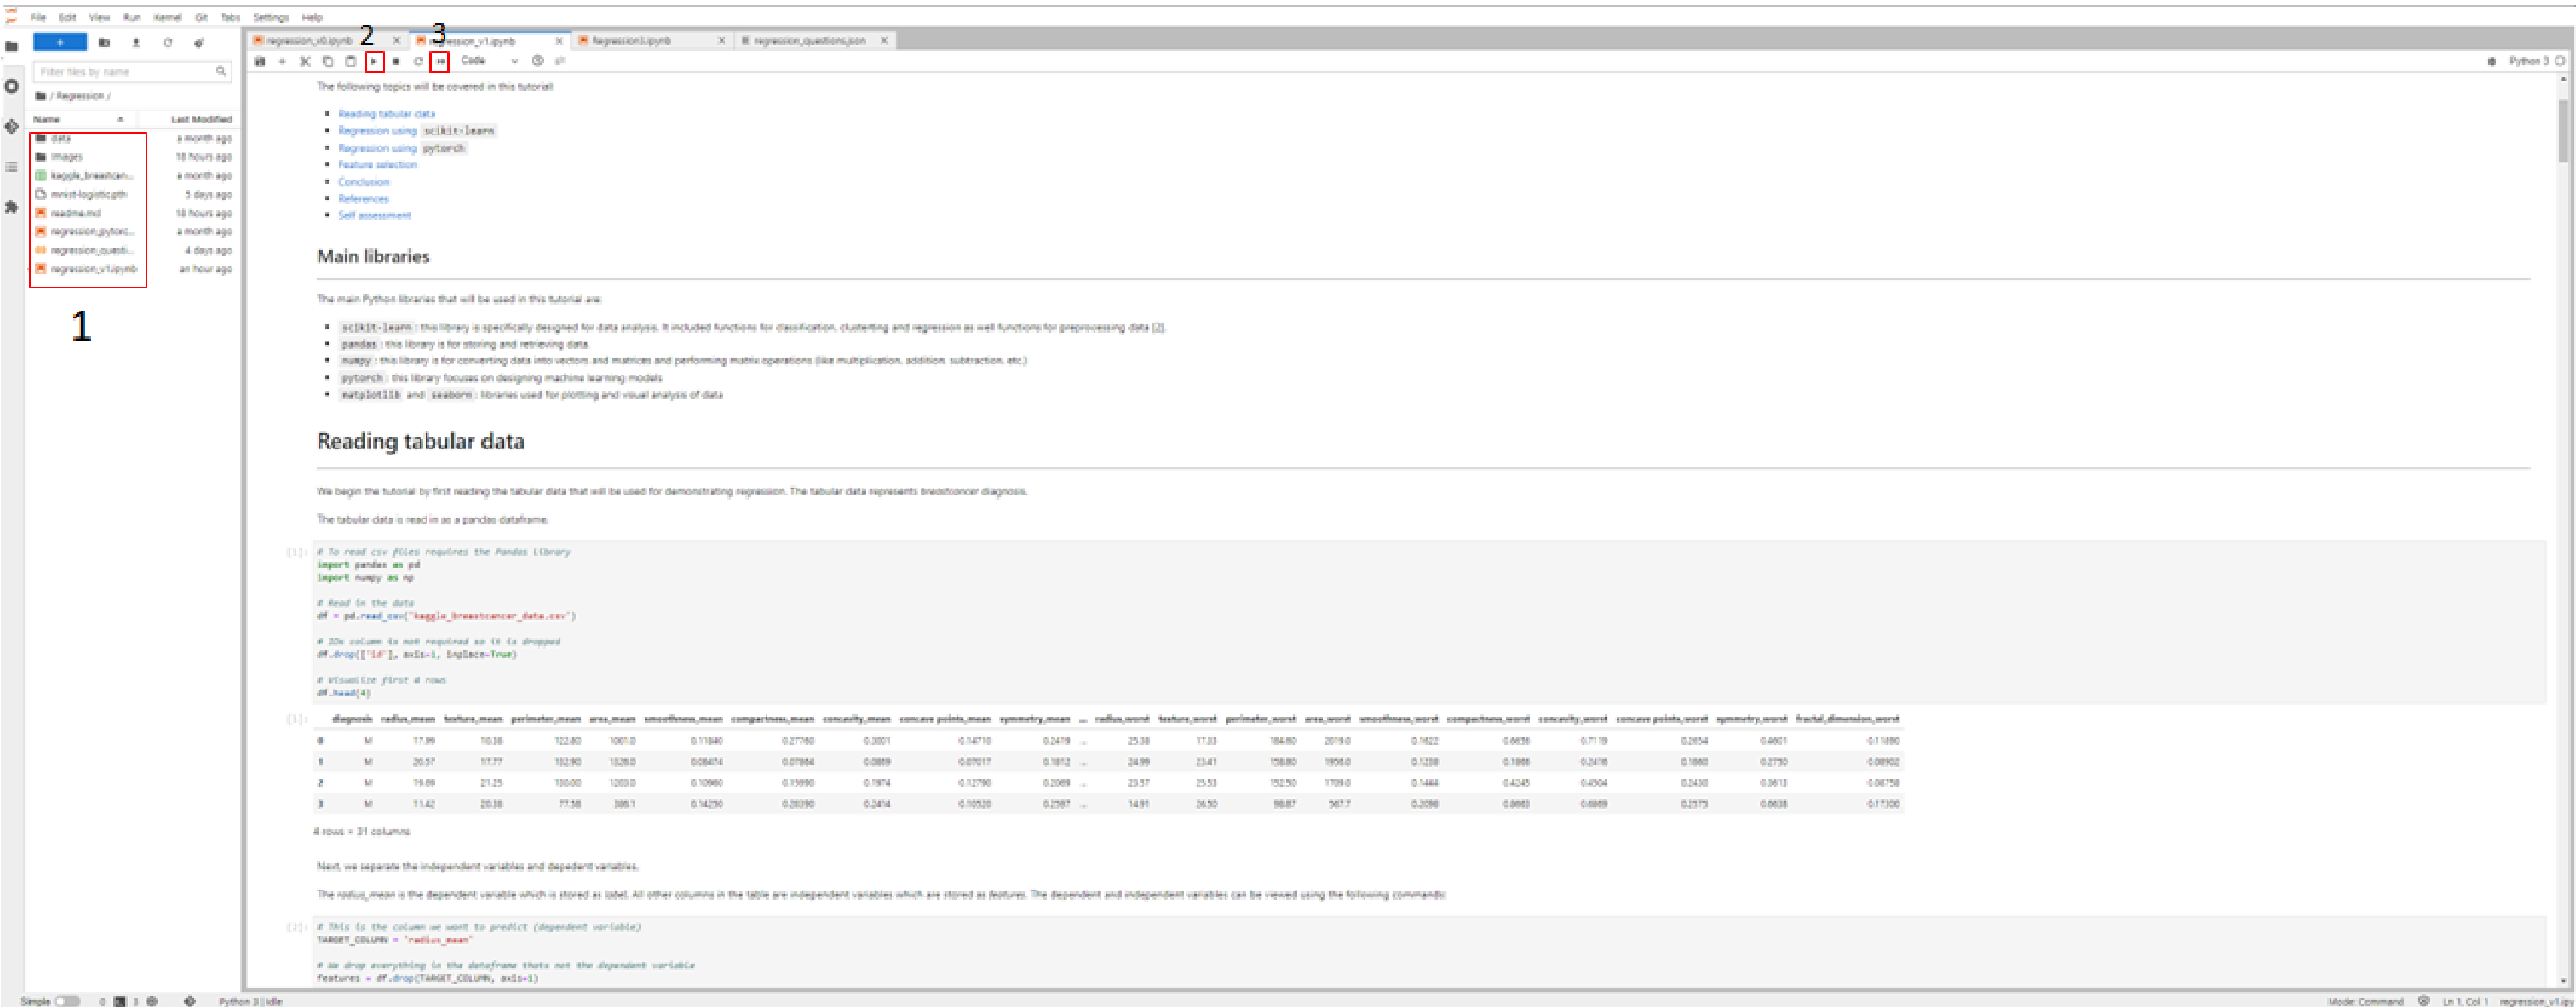 File Edit View Run Kernel Git Tabs Settings Help
2 3
regression_v0.ipynb regression_v1.ipynb Regression3.ipynb regression_questions.json
Filter files by name
Code
Python 3
/ Regression /
Name Last Modified
data a month ago
images 18 hours ago
kaggle_breastcan... a month ago
mnist-logistic.pth 5 days ago
readme.md 18 hours ago
regression_pytorc... a month ago
regression_questi... 4 days ago
regression_v1.ipynb an hour ago
1
The following topics will be covered in this tutorial:
Reading tabular data
Regression using scikit-learn
Regression using pytorch
Feature selection
Conclusion
References
Self assessment
Main libraries
The main Python libraries that will be used in this tutorial are:
scikit-learn : this library is specifically designed for data analysis. It included functions for classification, clusterting and regression as well functions for preprocessing data [2].
pandas : this library is for storing and retrieving data.
numpy : this library is for converting data into vectors and matrices and performing matrix operations (like multiplication, addition, subtraction, etc.)
pytorch : this library focuses on designing machine learning models
matplotlib and seaborn : libraries used for plotting and visual analysis of data
Reading tabular data
We begin the tutorial by first reading the tabular data that will be used for demonstrating regression. The tabular data represents breastcancer diagnosis.
The tabular data is read in as a pandas dataframe.
[1]: # To read csv files requires the Pandas Library
import pandas as pd
import numpy as np
# Read in the data
df = pd.read_csv("kaggle_breastcancer_data.csv")
# IDs column is not required so it is dropped
df.drop(['id'], axis=1, inplace=True)
# Visualize first 4 rows
df.head(4)
[1]: diagnosis radius_mean texture_mean perimeter_mean area_mean smoothness_mean compactness_mean concavity_mean concave points_mean symmetry_mean ... radius_worst texture_worst perimeter_worst area_worst smoothness_worst compactness_worst concavity_worst concave points_worst symmetry_worst fractal_dimension_worst
0 M 17.99 10.38 122.80 1001.0 0.11840 0.27760 0.3001 0.14710 0.2419 ... 25.38 17.33 184.60 2019.0 0.1622 0.6656 0.7119 0.2654 0.4601 0.11890
1 M 20.57 17.77 132.90 1326.0 0.08474 0.07864 0.0869 0.07017 0.1812 ... 24.99 23.41 158.80 1956.0 0.1238 0.1866 0.2416 0.1860 0.2750 0.08902
2 M 19.69 21.25 130.00 1203.0 0.10960 0.15990 0.1974 0.12790 0.2069 ... 23.57 25.53 152.50 1709.0 0.1444 0.4245 0.4504 0.2430 0.3613 0.08758
3 M 11.42 20.38 77.58 386.1 0.14250 0.28390 0.2414 0.10520 0.2597 ... 14.91 26.50 98.87 567.7 0.2098 0.8663 0.6869 0.2575 0.6638 0.17300
4 rows × 31 columns
Next, we separate the independent variables and depedent variables.
The radius_mean is the dependent variable which is stored as label. All other columns in the table are independent variables which are stored as features. The dependent and independent variables can be viewed using the following commands:
[2]: # This is the column we want to predict (dependent variable)
TARGET_COLUMN = "radius_mean"
# We drop everything in the dataframe thats not the dependent variable
features = df.drop(TARGET_COLUMN, axis=1)
Simple 0 3 Python 3 | Idle Mode: Command Ln 1, Col 1 regression_v1.ip